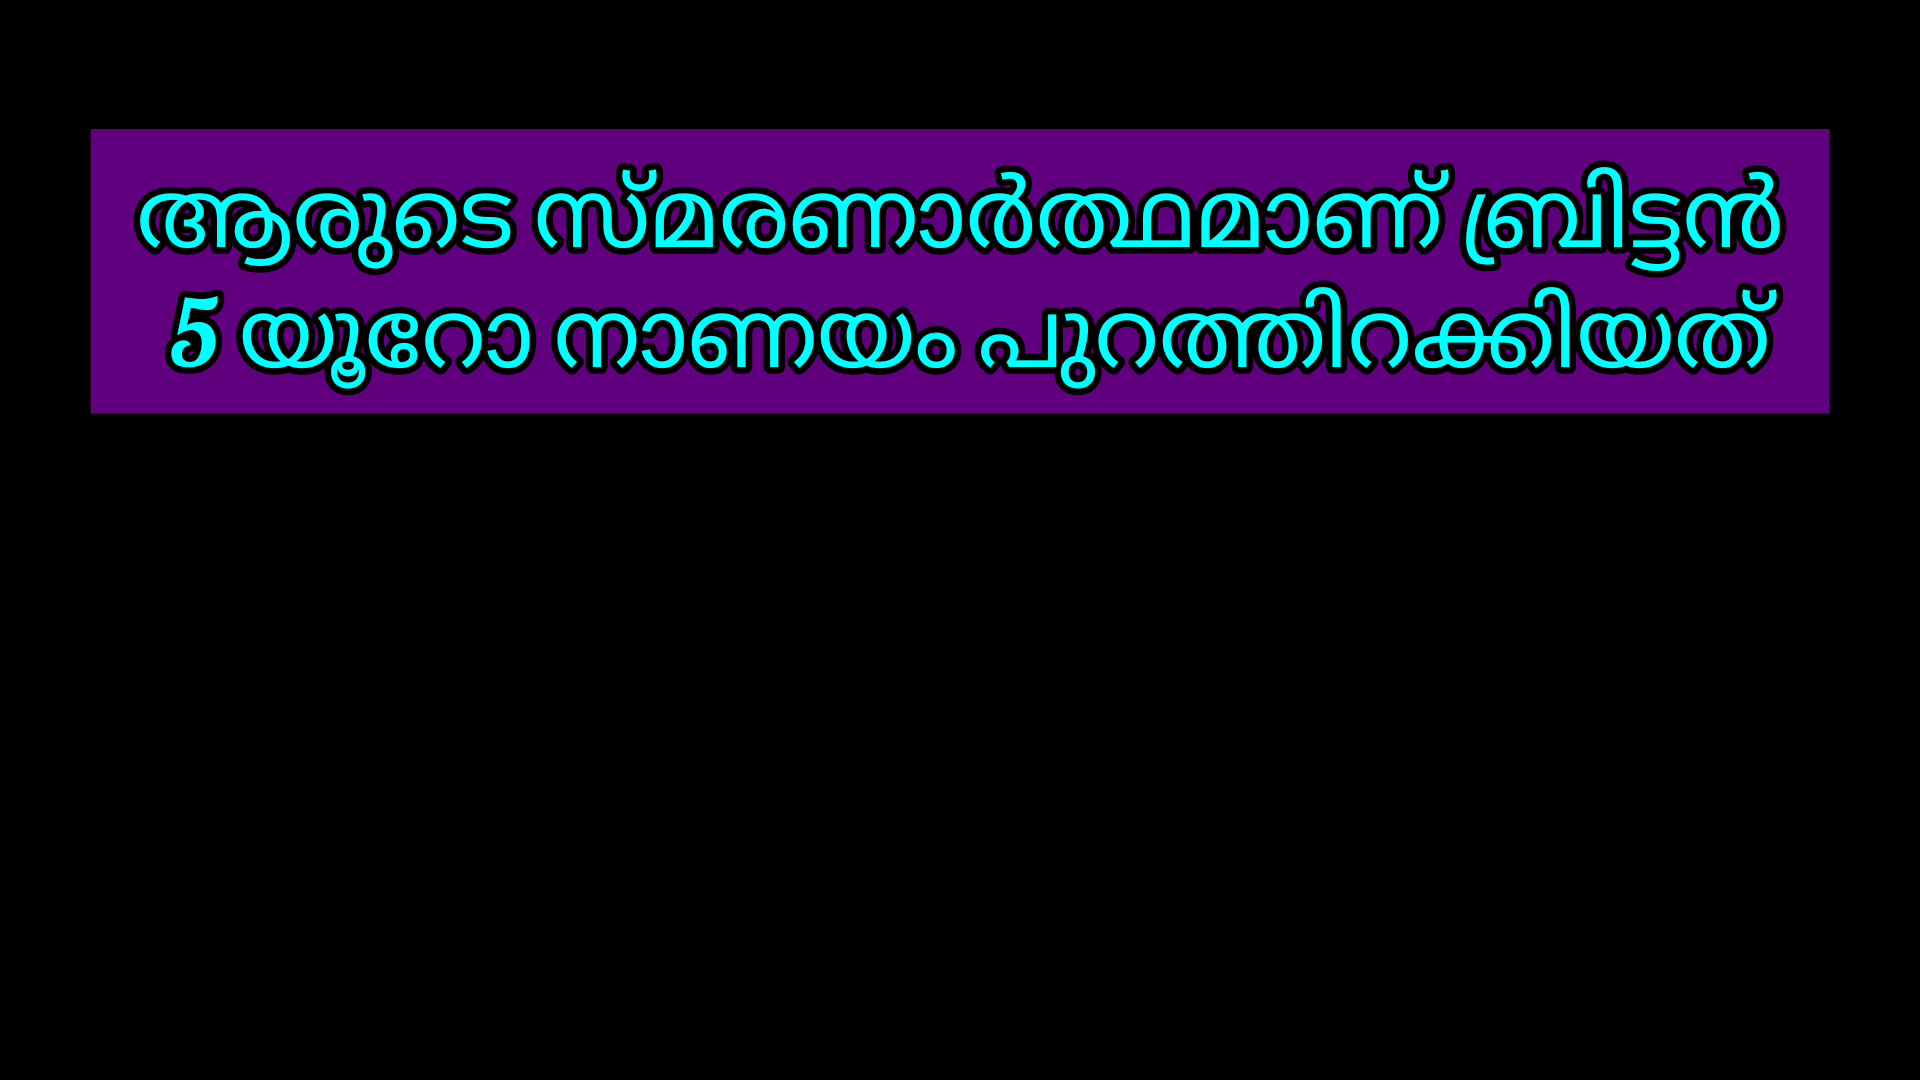 ആരുടെ സ്മരണാർത്ഥമാണ് ബ്രിട്ടൻ
5 യൂറോ നാണയം പുറത്തിറക്കിയത്